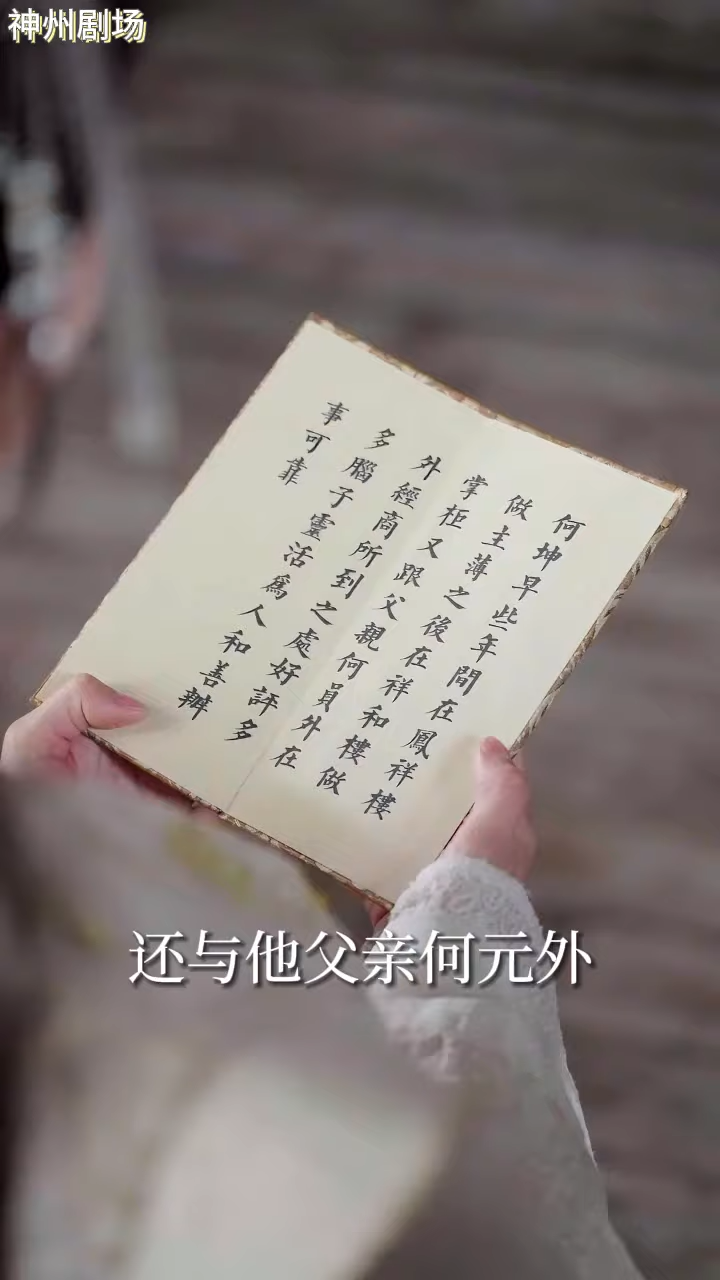 神州剧场
何坤早些年間在鳳祥樓
做主薄之後在祥和樓做
掌柜又跟父親何員外在
外經商所到之處好評多
多腦子靈活爲人和善辦
事可靠
还与他父亲何元外